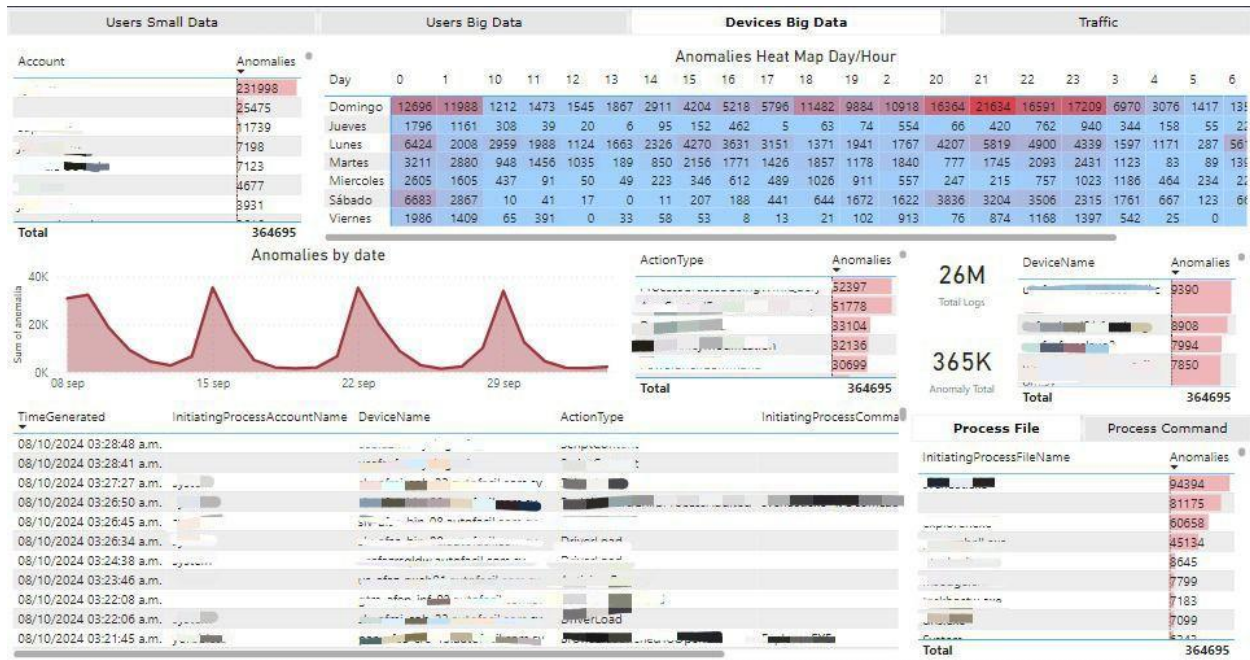 Users Small Data Users Big Data Devices Big Data Traffic
Account Anomalies
231998
25475
11739
7198
7123
4677
3931
Total 364695
Anomalies Heat Map Day/Hour
Day 0 1 10 11 12 13 14 15 16 17 18 19 2 20 21 22 23 3 4 5 6
Domingo 12696 11988 1212 1473 1545 1867 2911 4204 5218 5796 11482 9884 10918 16364 21634 16591 17209 6970 3076 1417
Jueves 1796 1161 308 39 20 6 95 152 462 5 63 74 554 66 420 762 940 344 158 55
Lunes 6424 2008 2959 1988 1124 1663 2326 4270 3631 3151 1371 1941 1767 4207 5819 4900 4339 1597 1171 287
Martes 3211 2880 948 1456 1035 189 850 2156 1771 1426 1857 1178 1840 777 1745 2093 2431 1123 83 89
Miercoles 2605 1605 437 91 50 49 223 346 612 489 1026 911 557 247 215 757 1023 1186 464 234
Sábado 6683 2867 10 41 17 0 11 207 188 441 644 1672 1622 3836 3204 3506 2315 1761 667 123
Viernes 1986 1409 65 391 0 33 58 53 8 13 21 102 913 76 874 1168 1397 542 25 0
Anomalies by date
Sum of anemalia
40K
20K
0K
08 sep 15 sep 22 sep 29 sep
ActionType Anomalies
52397
51778
33104
32136
30699
Total 364695
26M
Total Logs
365K
Anomaly Total
DeviceName Anomalies
9390
8908
7994
7850
Total 364695
TimeGenerated InitiatingProcessAccountName DeviceName ActionType InitiatingProcessComma
08/10/2024 03:28:48 a.m.
08/10/2024 03:28:41 a.m.
08/10/2024 03:27:27 a.m.
08/10/2024 03:26:50 a.m.
08/10/2024 03:26:45 a.m.
08/10/2024 03:26:34 a.m.
08/10/2024 03:24:38 a.m.
08/10/2024 03:23:46 a.m.
08/10/2024 03:22:08 a.m.
08/10/2024 03:22:06 a.m. DriverLoad
08/10/2024 03:21:45 a.m.
Process File Process Command
InitiatingProcessFileName Anomalies
94394
81175
60658
45134
8645
7799
7183
7099
Total 364695